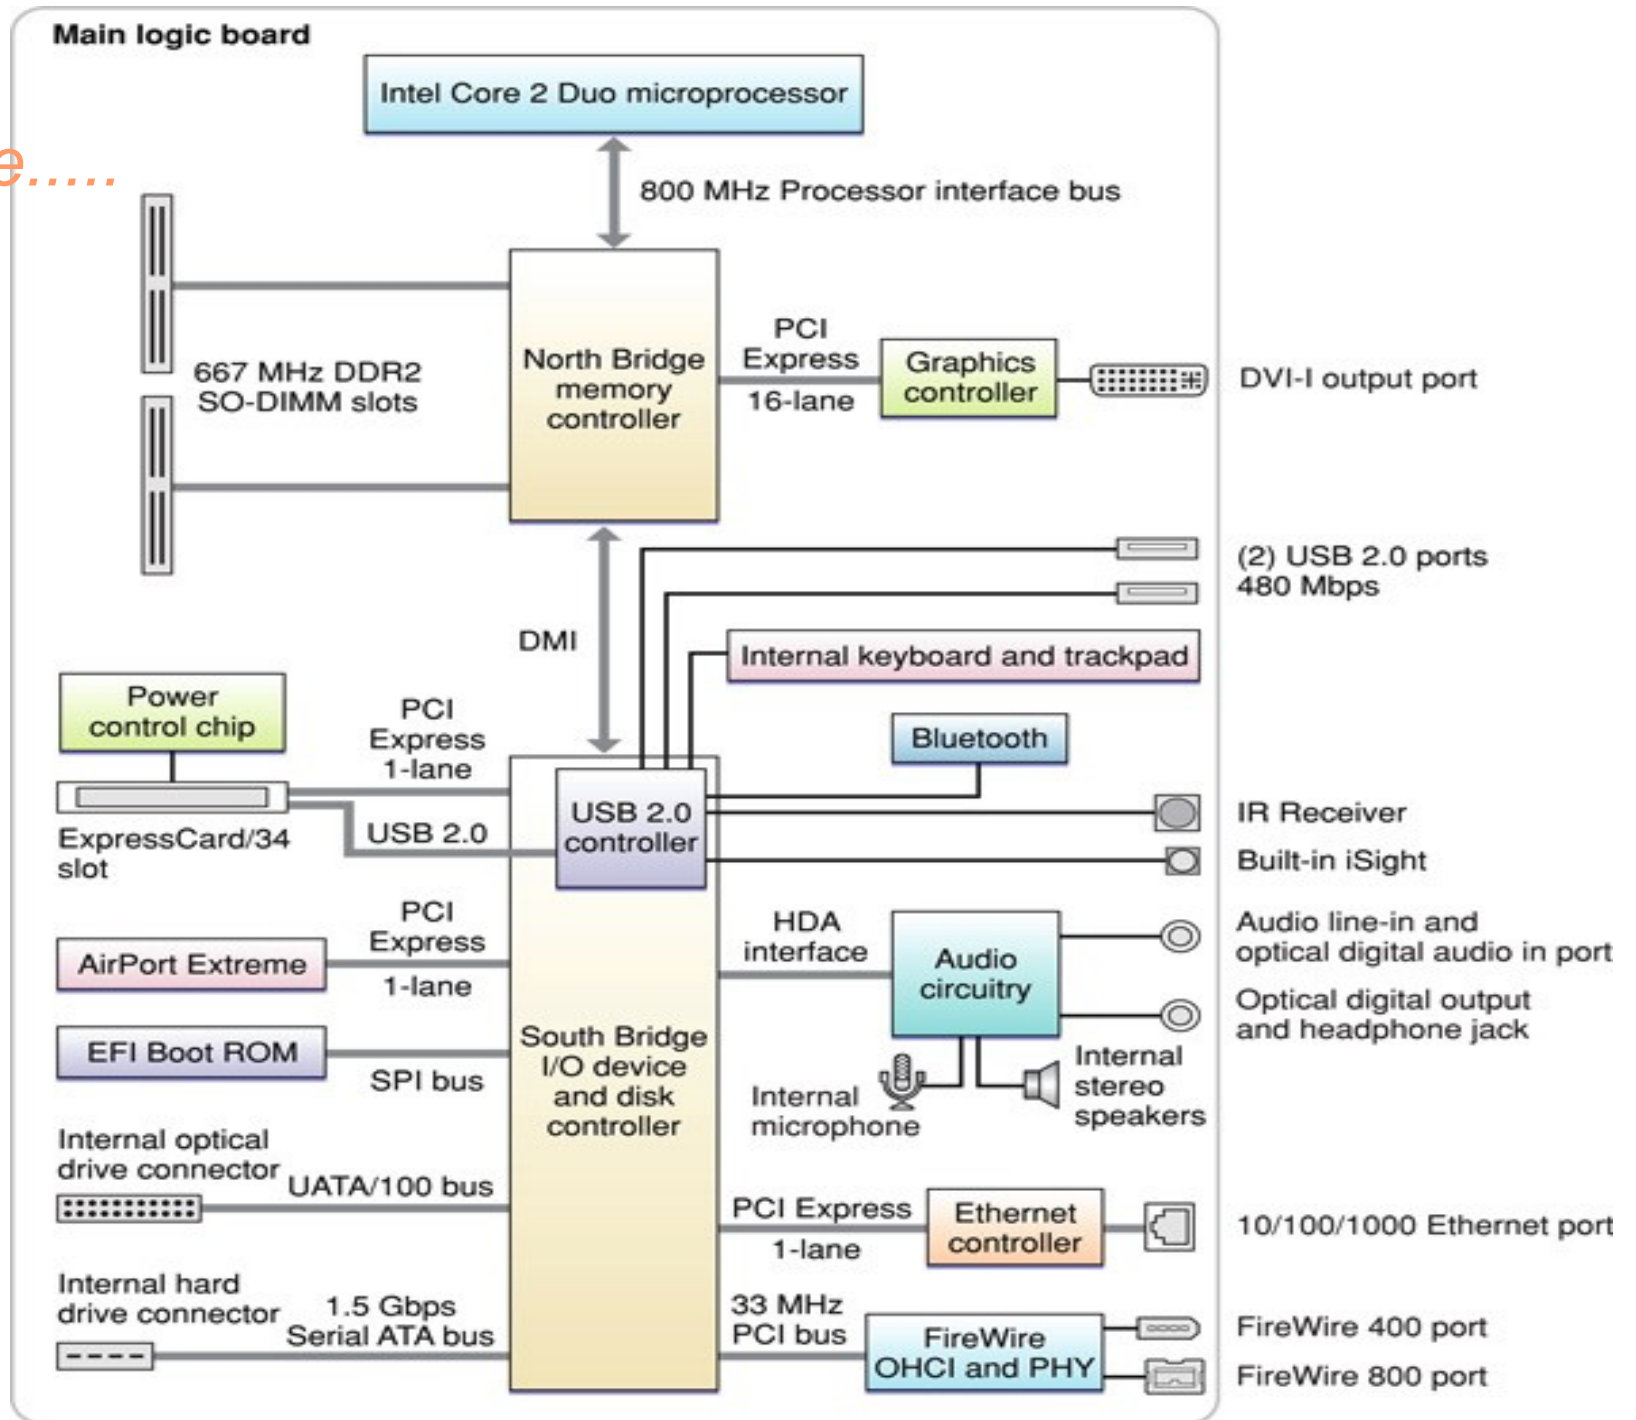 Main logic board
Intel Core 2 Duo microprocessor
e.....
800 MHz Processor interface bus
667 MHz DDR2
SO-DIMM slots
North Bridge
memory
controller
PCI
Express
16-lane
Graphics
controller
DVI-I output port
(2) USB 2.0 ports
480 Mbps
DMI
Internal keyboard and trackpad
Power
control chip
PCI
Express
1-lane
Bluetooth
USB 2.0
controller
USB 2.0
ExpressCard/34
slot
IR Receiver
Built-in iSight
PCI
Express
1-lane
AirPort Extreme
HDA
interface
Audio
circuitry
Audio line-in and
optical digital audio in port
Optical digital output
and headphone jack
EFI Boot ROM
SPI bus
South Bridge
I/O device
and disk
controller
Internal
microphone
Internal
stereo
speakers
Internal optical
drive connector
UATA/100 bus
PCI Express
1-lane
Ethernet
controller
10/100/1000 Ethernet port
Internal hard
drive connector
1.5 Gbps
Serial ATA bus
33 MHz
PCI bus
FireWire
OHCI and PHY
FireWire 400 port
FireWire 800 port